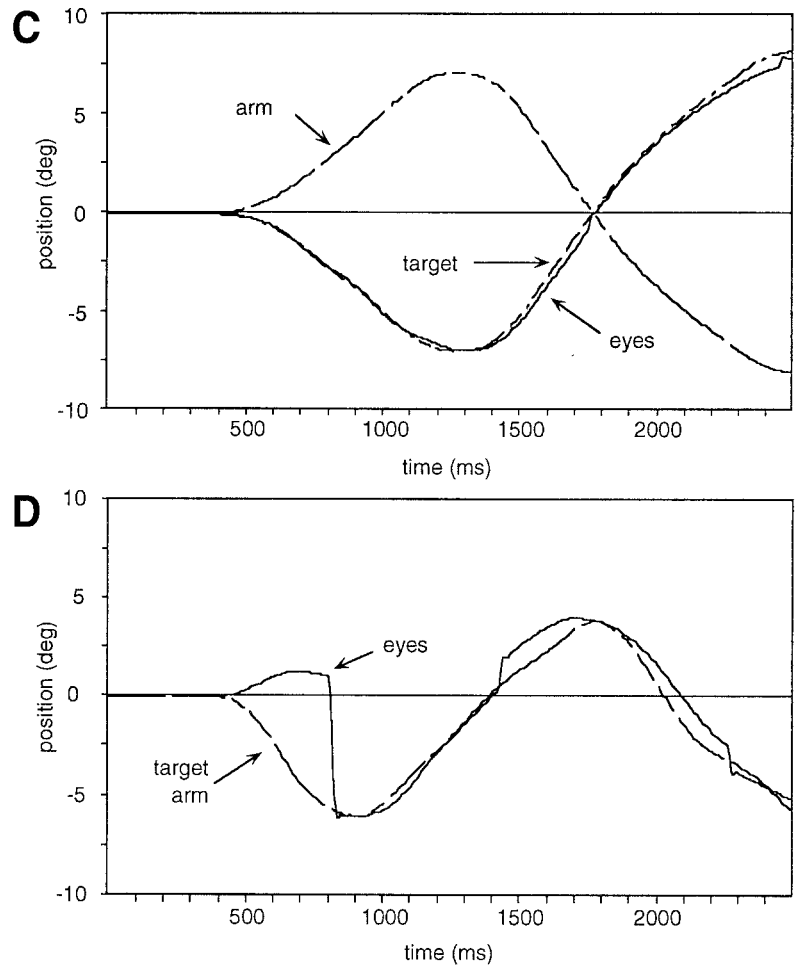 C
10
5
0
-5
-10
position (deg)
arm
target
eyes
500 1000 1500 2000
time (ms)
D
10
5
0
-5
-10
position (deg)
eyes
target
arm
500 1000 1500 2000
time (ms)